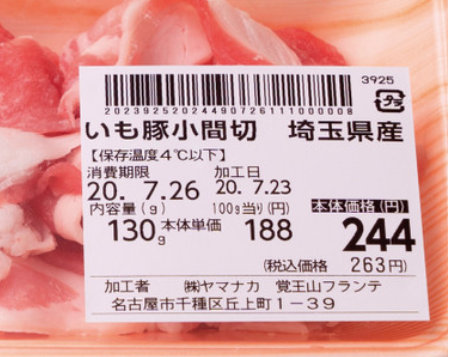 3925
プラ
2023925202449072611100000 8
いも豚小間切 埼玉県産
【保存温度4℃以下】
消費期限 加工日
20. 7.26 20. 7.23
内容量(g) 100g当り(円) 本体価格(円)
130g 本体単価 188 244
(税込価格 263円)
加工者 ㈱ヤマナカ 覚王山フランテ
名古屋市千種区丘上町1-39